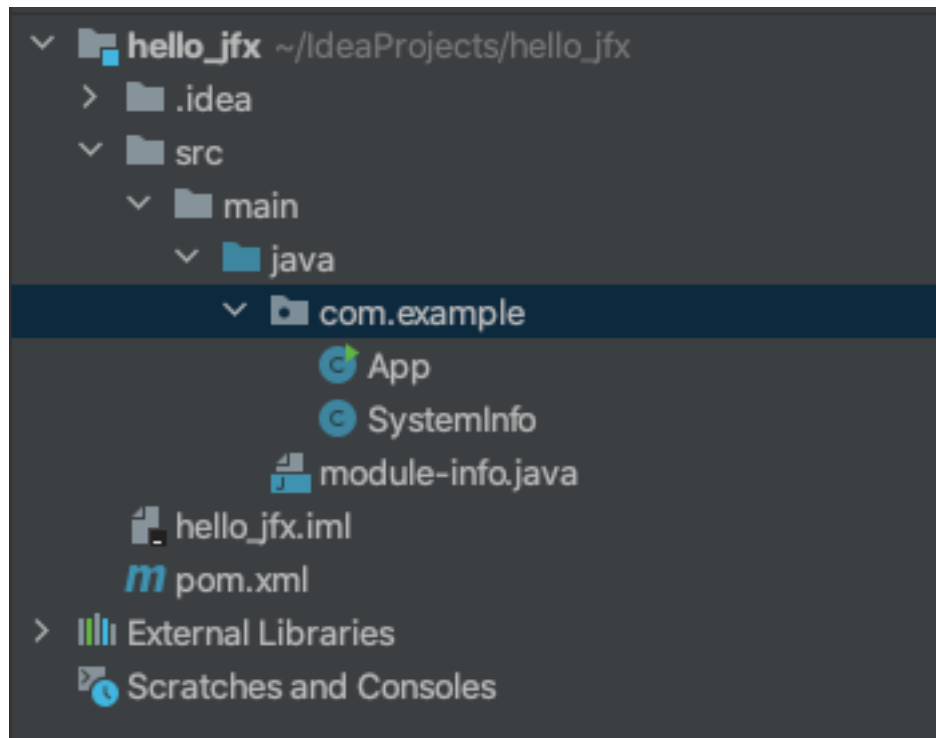 hello_jfx ~/IdeaProjects/hello_jfx
.idea
src
main
java
com.example
App
SystemInfo
module-info.java
hello_jfx.iml
pom.xml
External Libraries
Scratches and Consoles